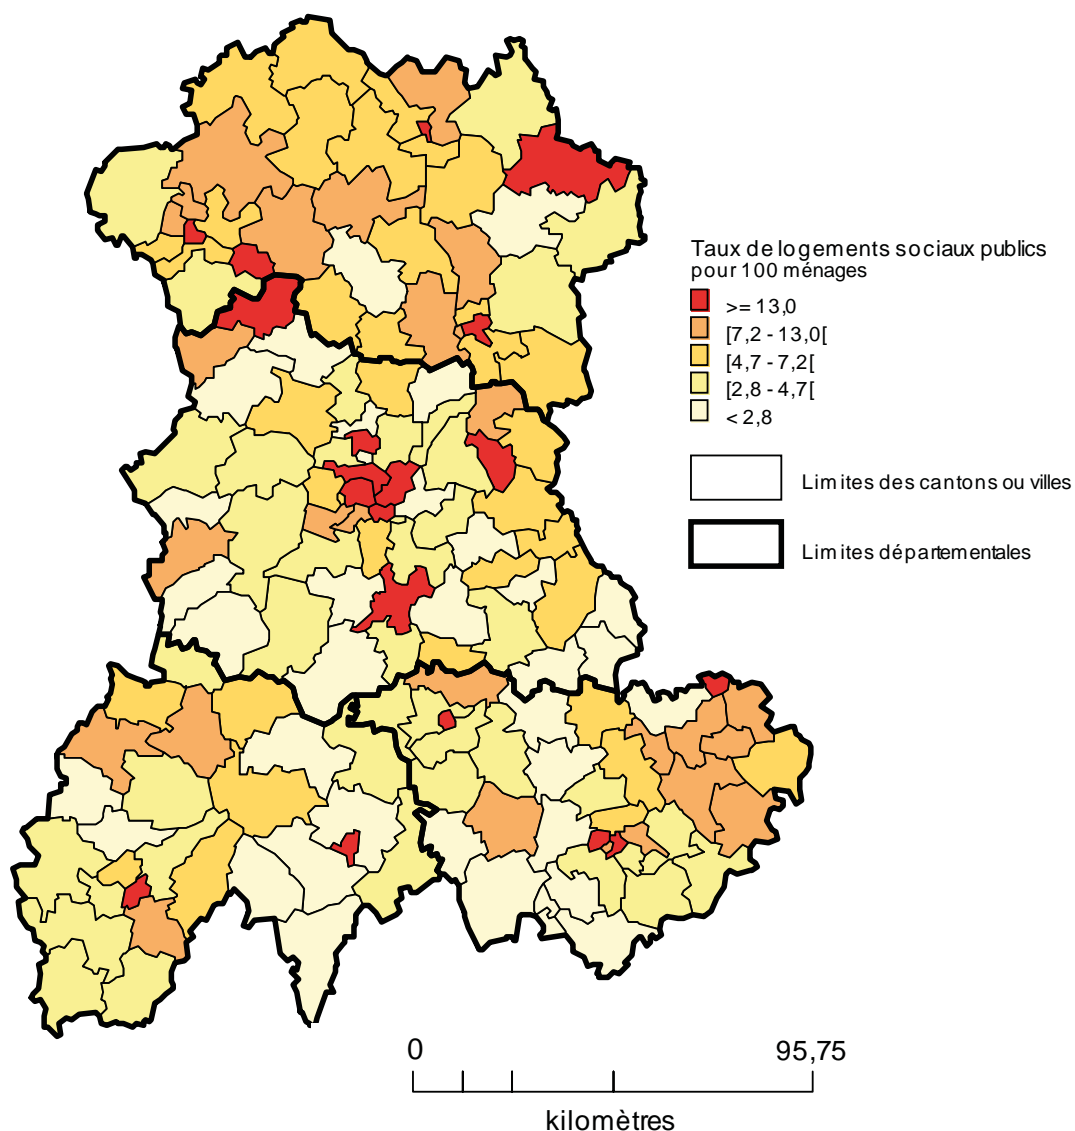 Taux de logements sociaux publics
pour 100 ménages
>= 13,0
[7,2 - 13,0[
[4,7 - 7,2[
[2,8 - 4,7[
< 2,8
Limites des cantons ou villes
Limites départementales
0 95,75
kilomètres